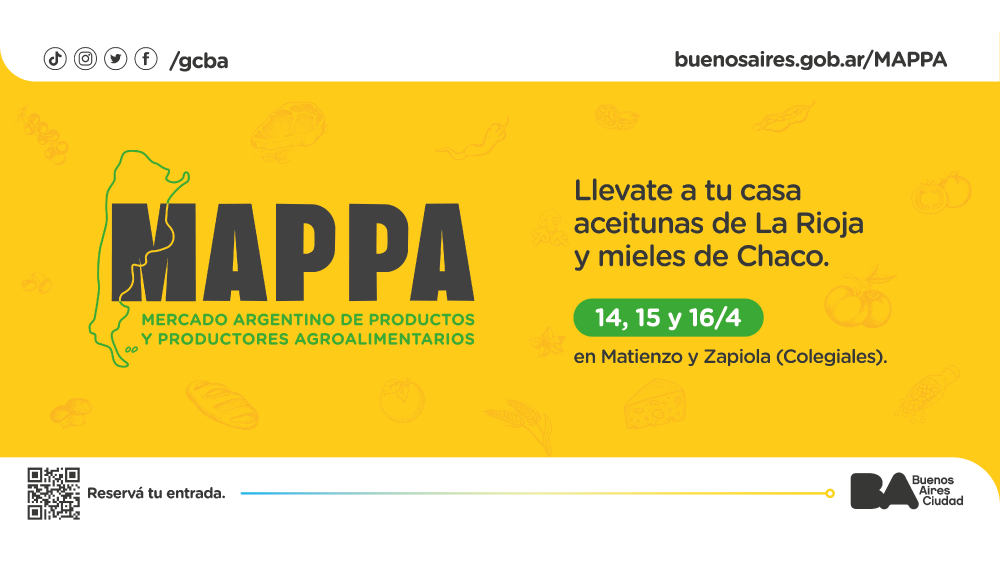 /gcba
buenosaires.gob.ar/MAPPA
MAPPA
MERCADO ARGENTINO DE PRODUCTOS
Y PRODUCTORES AGROALIMENTARIOS
Llevate a tu casa
aceitunas de La Rioja
y mieles de Chaco.
14, 15 y 16/4
en Matienzo y Zapiola (Colegiales).
Reservá tu entrada.
BA
Buenos
Aires
Ciudad